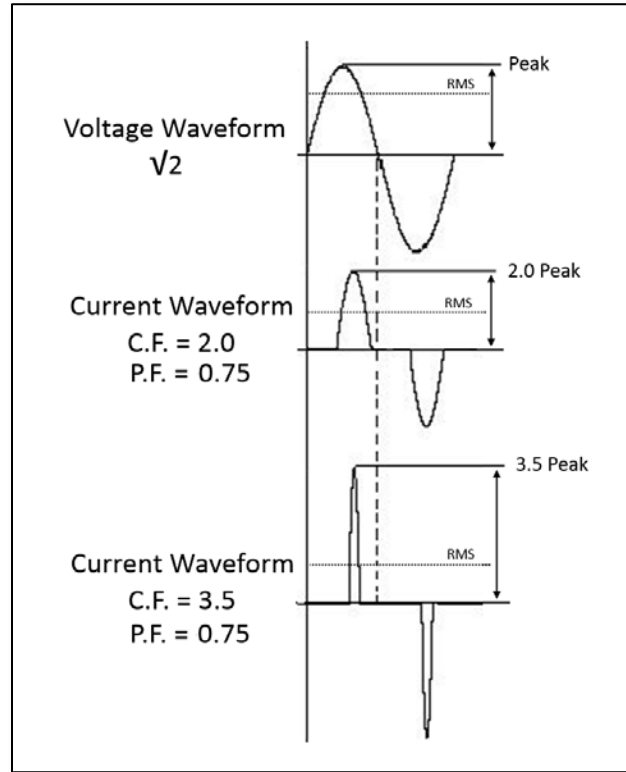 Peak
RMS
Voltage Waveform
√2
2.0 Peak
RMS
Current Waveform
C.F. = 2.0
P.F. = 0.75
3.5 Peak
RMS
Current Waveform
C.F. = 3.5
P.F. = 0.75